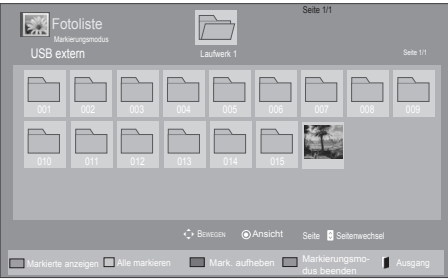 Seite 1/1
Fotoliste
Markierungsmodus
USB extern
Laufwerk 1
Seite 1/1
001 002 003 004 005 006 007 008 009
010 011 012 013 014 015
Bewegen Ansicht Seite Seitenwechsel
Markierte anzeigen Alle markieren Mark. aufheben Markierungsmo-
dus beenden Ausgang